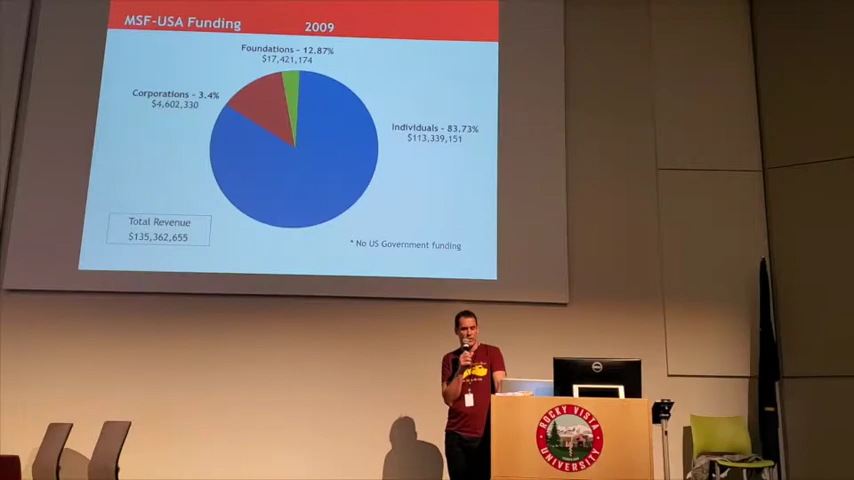 MSF-USA Funding 2009
Foundations - 12.87%
$17,421,174
Corporations - 3.4%
$4,602,330
Individuals - 83.73%
$113,339,151
Total Revenue
$135,362,655
* No US Government funding
DELL
ROCKY VISTA
UNIVERSITY